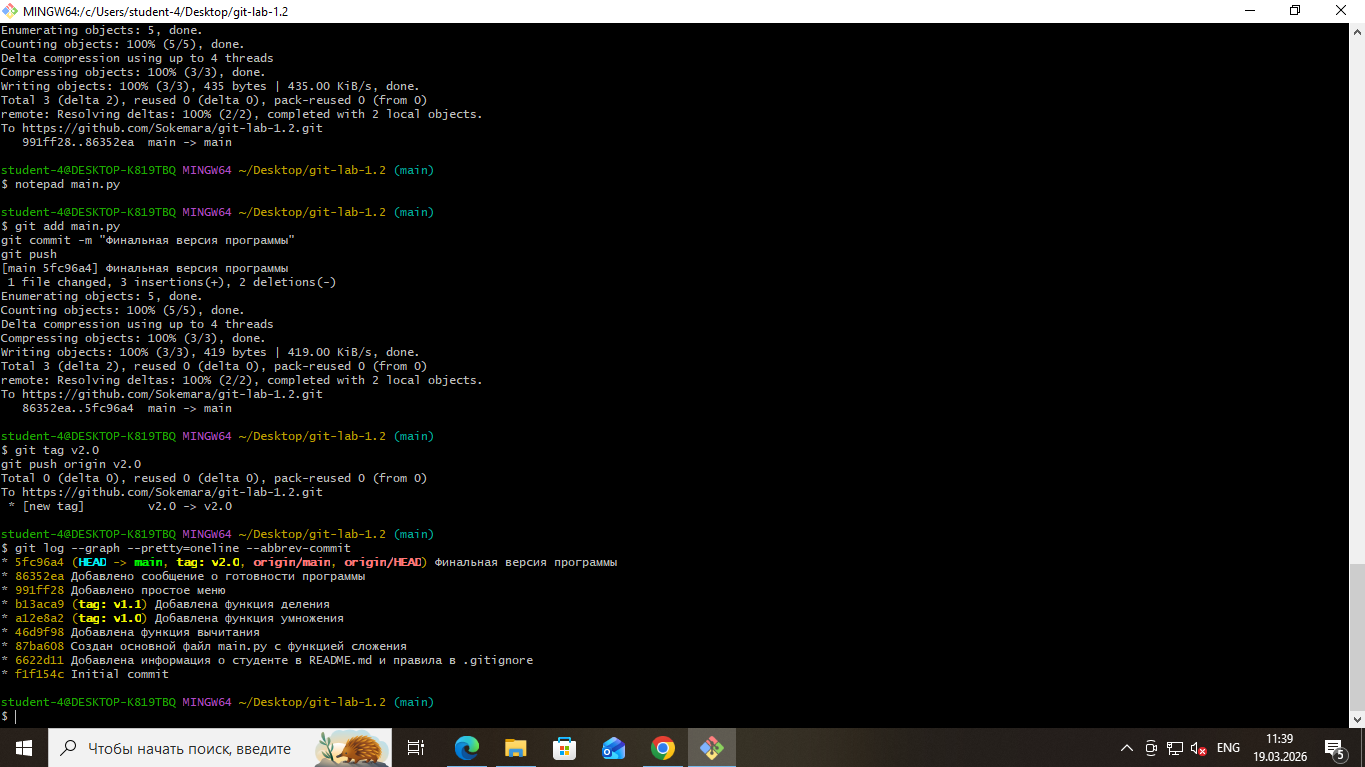 MINGW64:/c/Users/student-4/Desktop/git-lab-1.2
Enumerating objects: 5, done.
Counting objects: 100% (5/5), done.
Delta compression using up to 4 threads
Compressing objects: 100% (3/3), done.
Writing objects: 100% (3/3), 435 bytes | 435.00 KiB/s, done.
Total 3 (delta 2), reused 0 (delta 0), pack-reused 0 (from 0)
remote: Resolving deltas: 100% (2/2), completed with 2 local objects.
To https://github.com/Sokemara/git-lab-1.2.git
   991ff28..86352ea  main -> main
student-4@DESKTOP-K819TBQ MINGW64 ~/Desktop/git-lab-1.2 (main)
$ notepad main.py
student-4@DESKTOP-K819TBQ MINGW64 ~/Desktop/git-lab-1.2 (main)
$ git add main.py
git commit -m "Финальная версия программы"
git push
[main 5fc96a4] Финальная версия программы
 1 file changed, 3 insertions(+), 2 deletions(-)
Enumerating objects: 5, done.
Counting objects: 100% (5/5), done.
Delta compression using up to 4 threads
Compressing objects: 100% (3/3), done.
Writing objects: 100% (3/3), 419 bytes | 419.00 KiB/s, done.
Total 3 (delta 2), reused 0 (delta 0), pack-reused 0 (from 0)
remote: Resolving deltas: 100% (2/2), completed with 2 local objects.
To https://github.com/Sokemara/git-lab-1.2.git
   86352ea..5fc96a4  main -> main
student-4@DESKTOP-K819TBQ MINGW64 ~/Desktop/git-lab-1.2 (main)
$ git tag v2.0
git push origin v2.0
Total 0 (delta 0), reused 0 (delta 0), pack-reused 0 (from 0)
To https://github.com/Sokemara/git-lab-1.2.git
 * [new tag]         v2.0 -> v2.0
student-4@DESKTOP-K819TBQ MINGW64 ~/Desktop/git-lab-1.2 (main)
$ git log --graph --pretty=oneline --abbrev-commit
* 5fc96a4 (HEAD -> main, tag: v2.0, origin/main, origin/HEAD) Финальная версия программы
* 86352ea Добавлено сообщение о готовности программы
* 991ff28 Добавлено простое меню
* b13aca9 (tag: v1.1) Добавлена функция деления
* a12e8a2 (tag: v1.0) Добавлена функция умножения
* 46d9f98 Добавлена функция вычитания
* 87ba608 Создан основной файл main.py с функцией сложения
* 6622d11 Добавлена информация о студенте в README.md и правила в .gitignore
* f1f154c Initial commit
student-4@DESKTOP-K819TBQ MINGW64 ~/Desktop/git-lab-1.2 (main)
$
Чтобы начать поиск, введите
ENG
11:39
19.03.2026
5